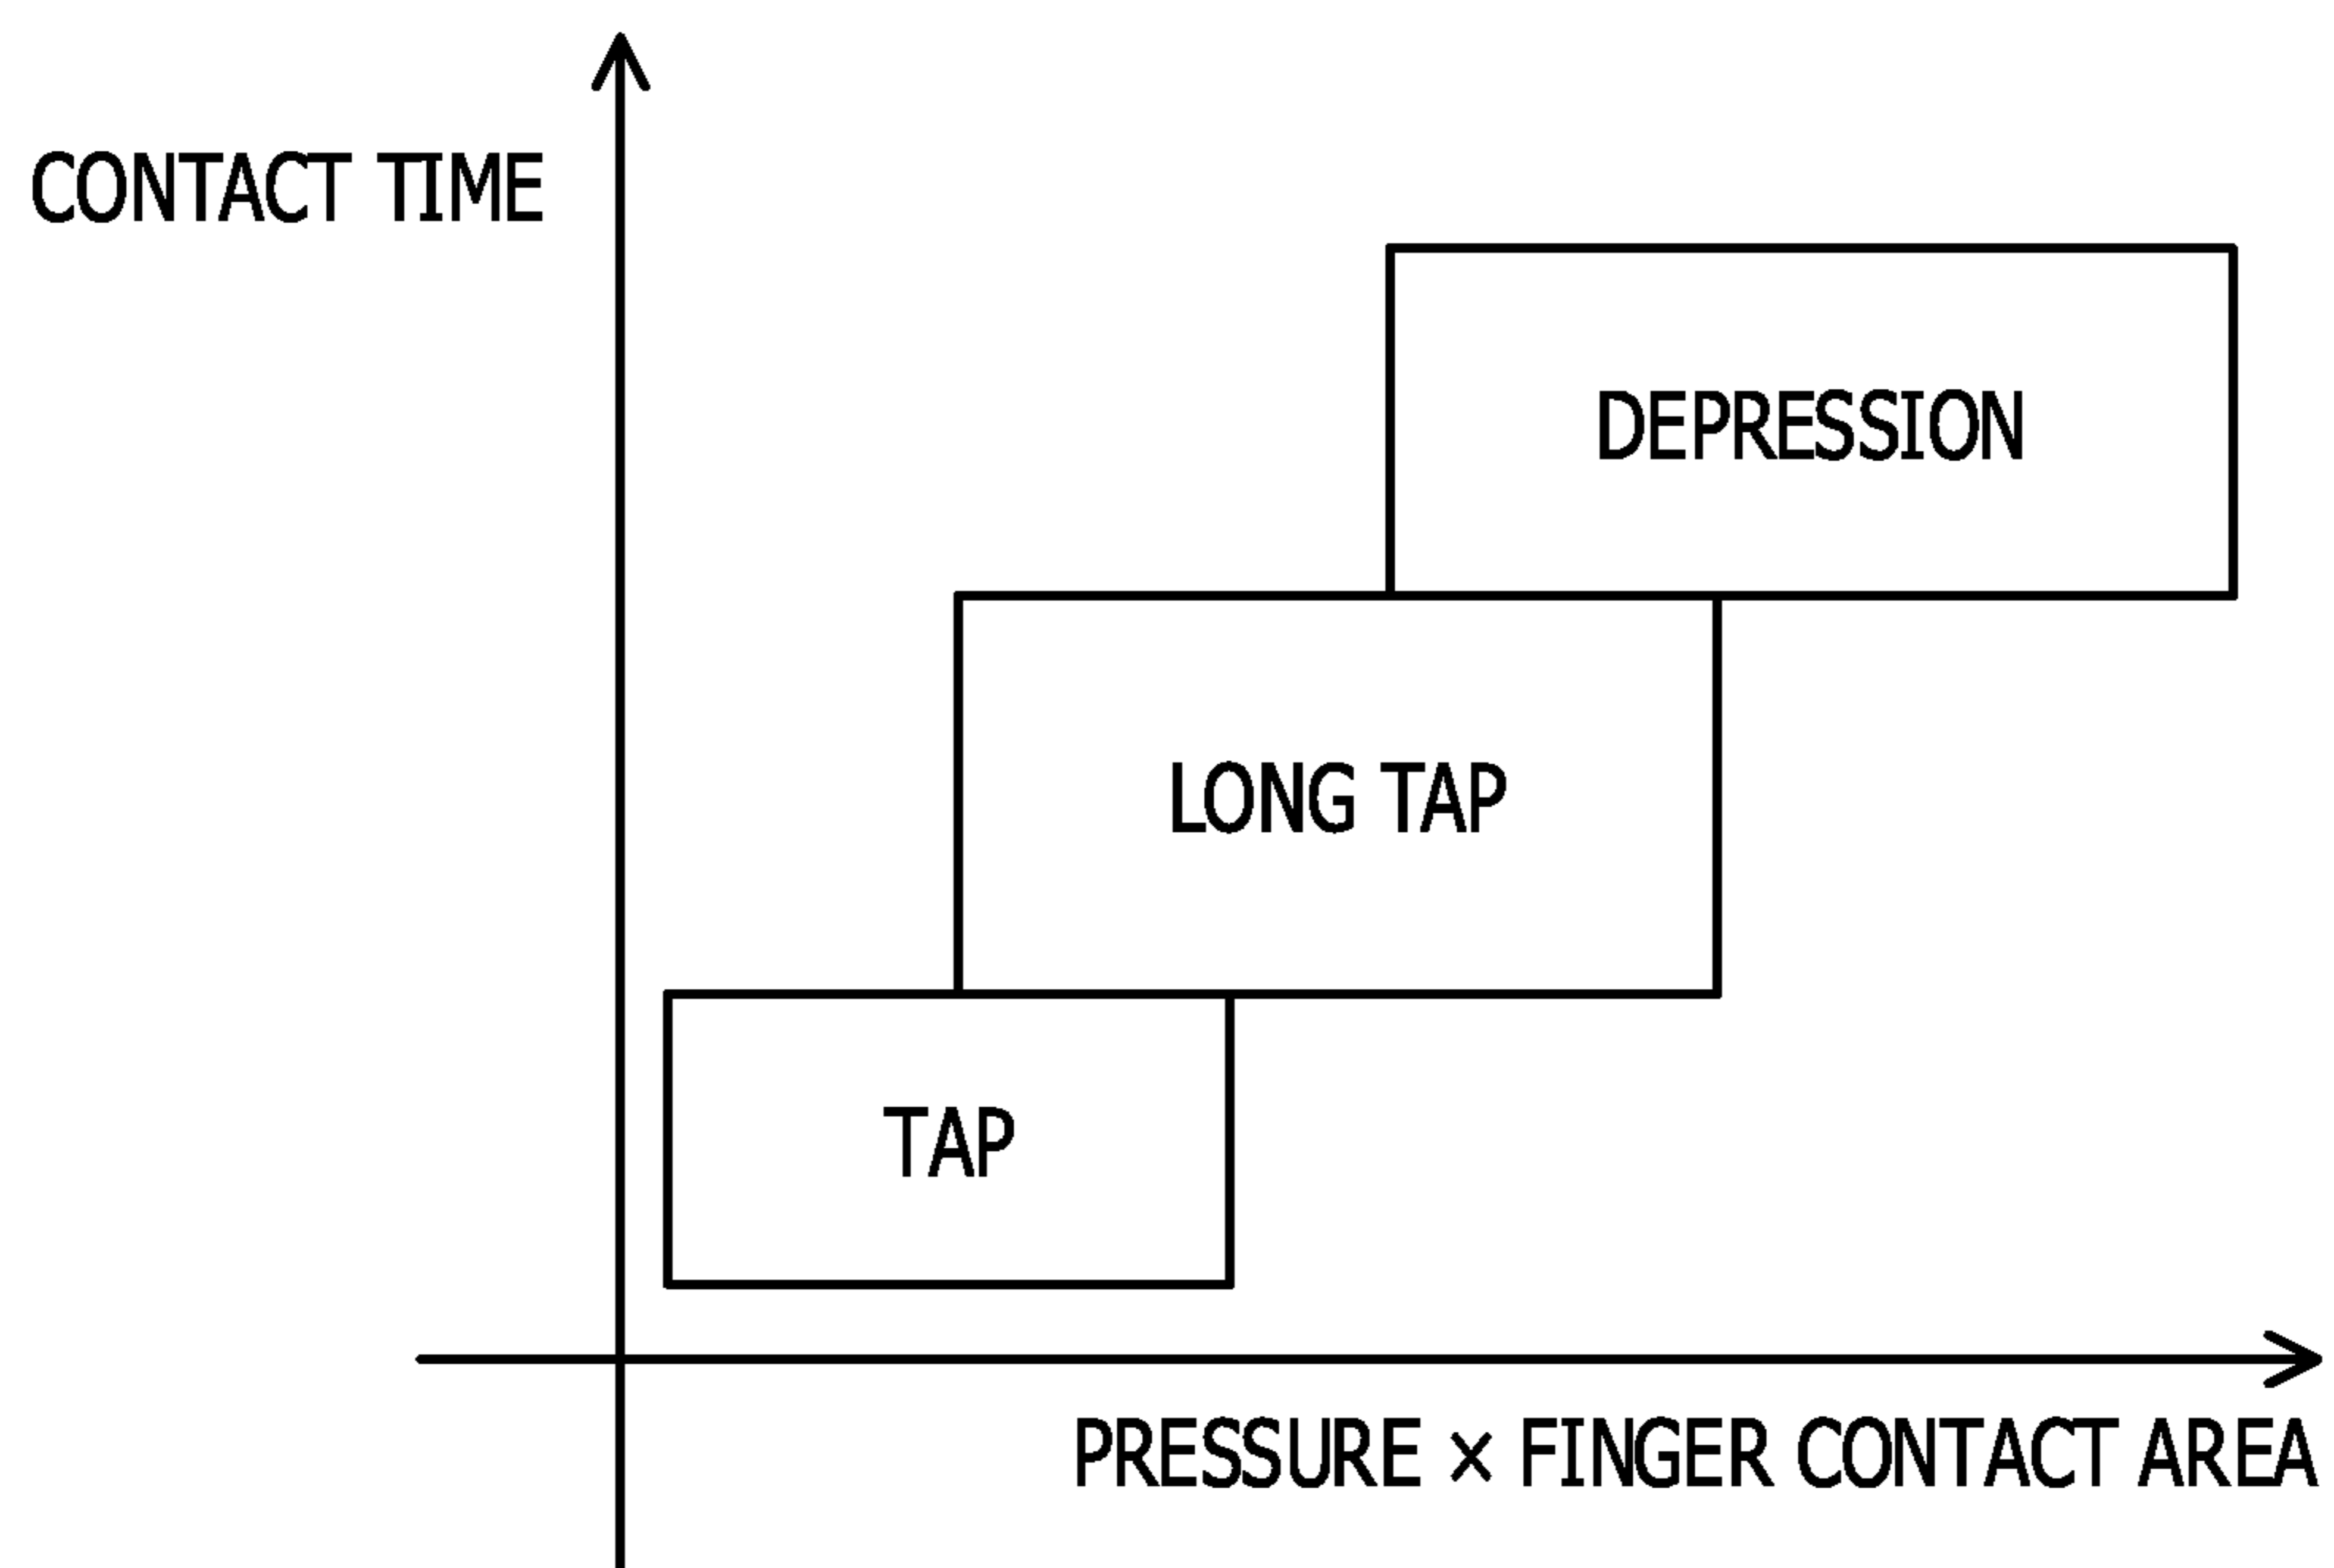 CONTACT TIME
DEPRESSION
LONG TAP
TAP
PRESSURE × FINGER CONTACT AREA